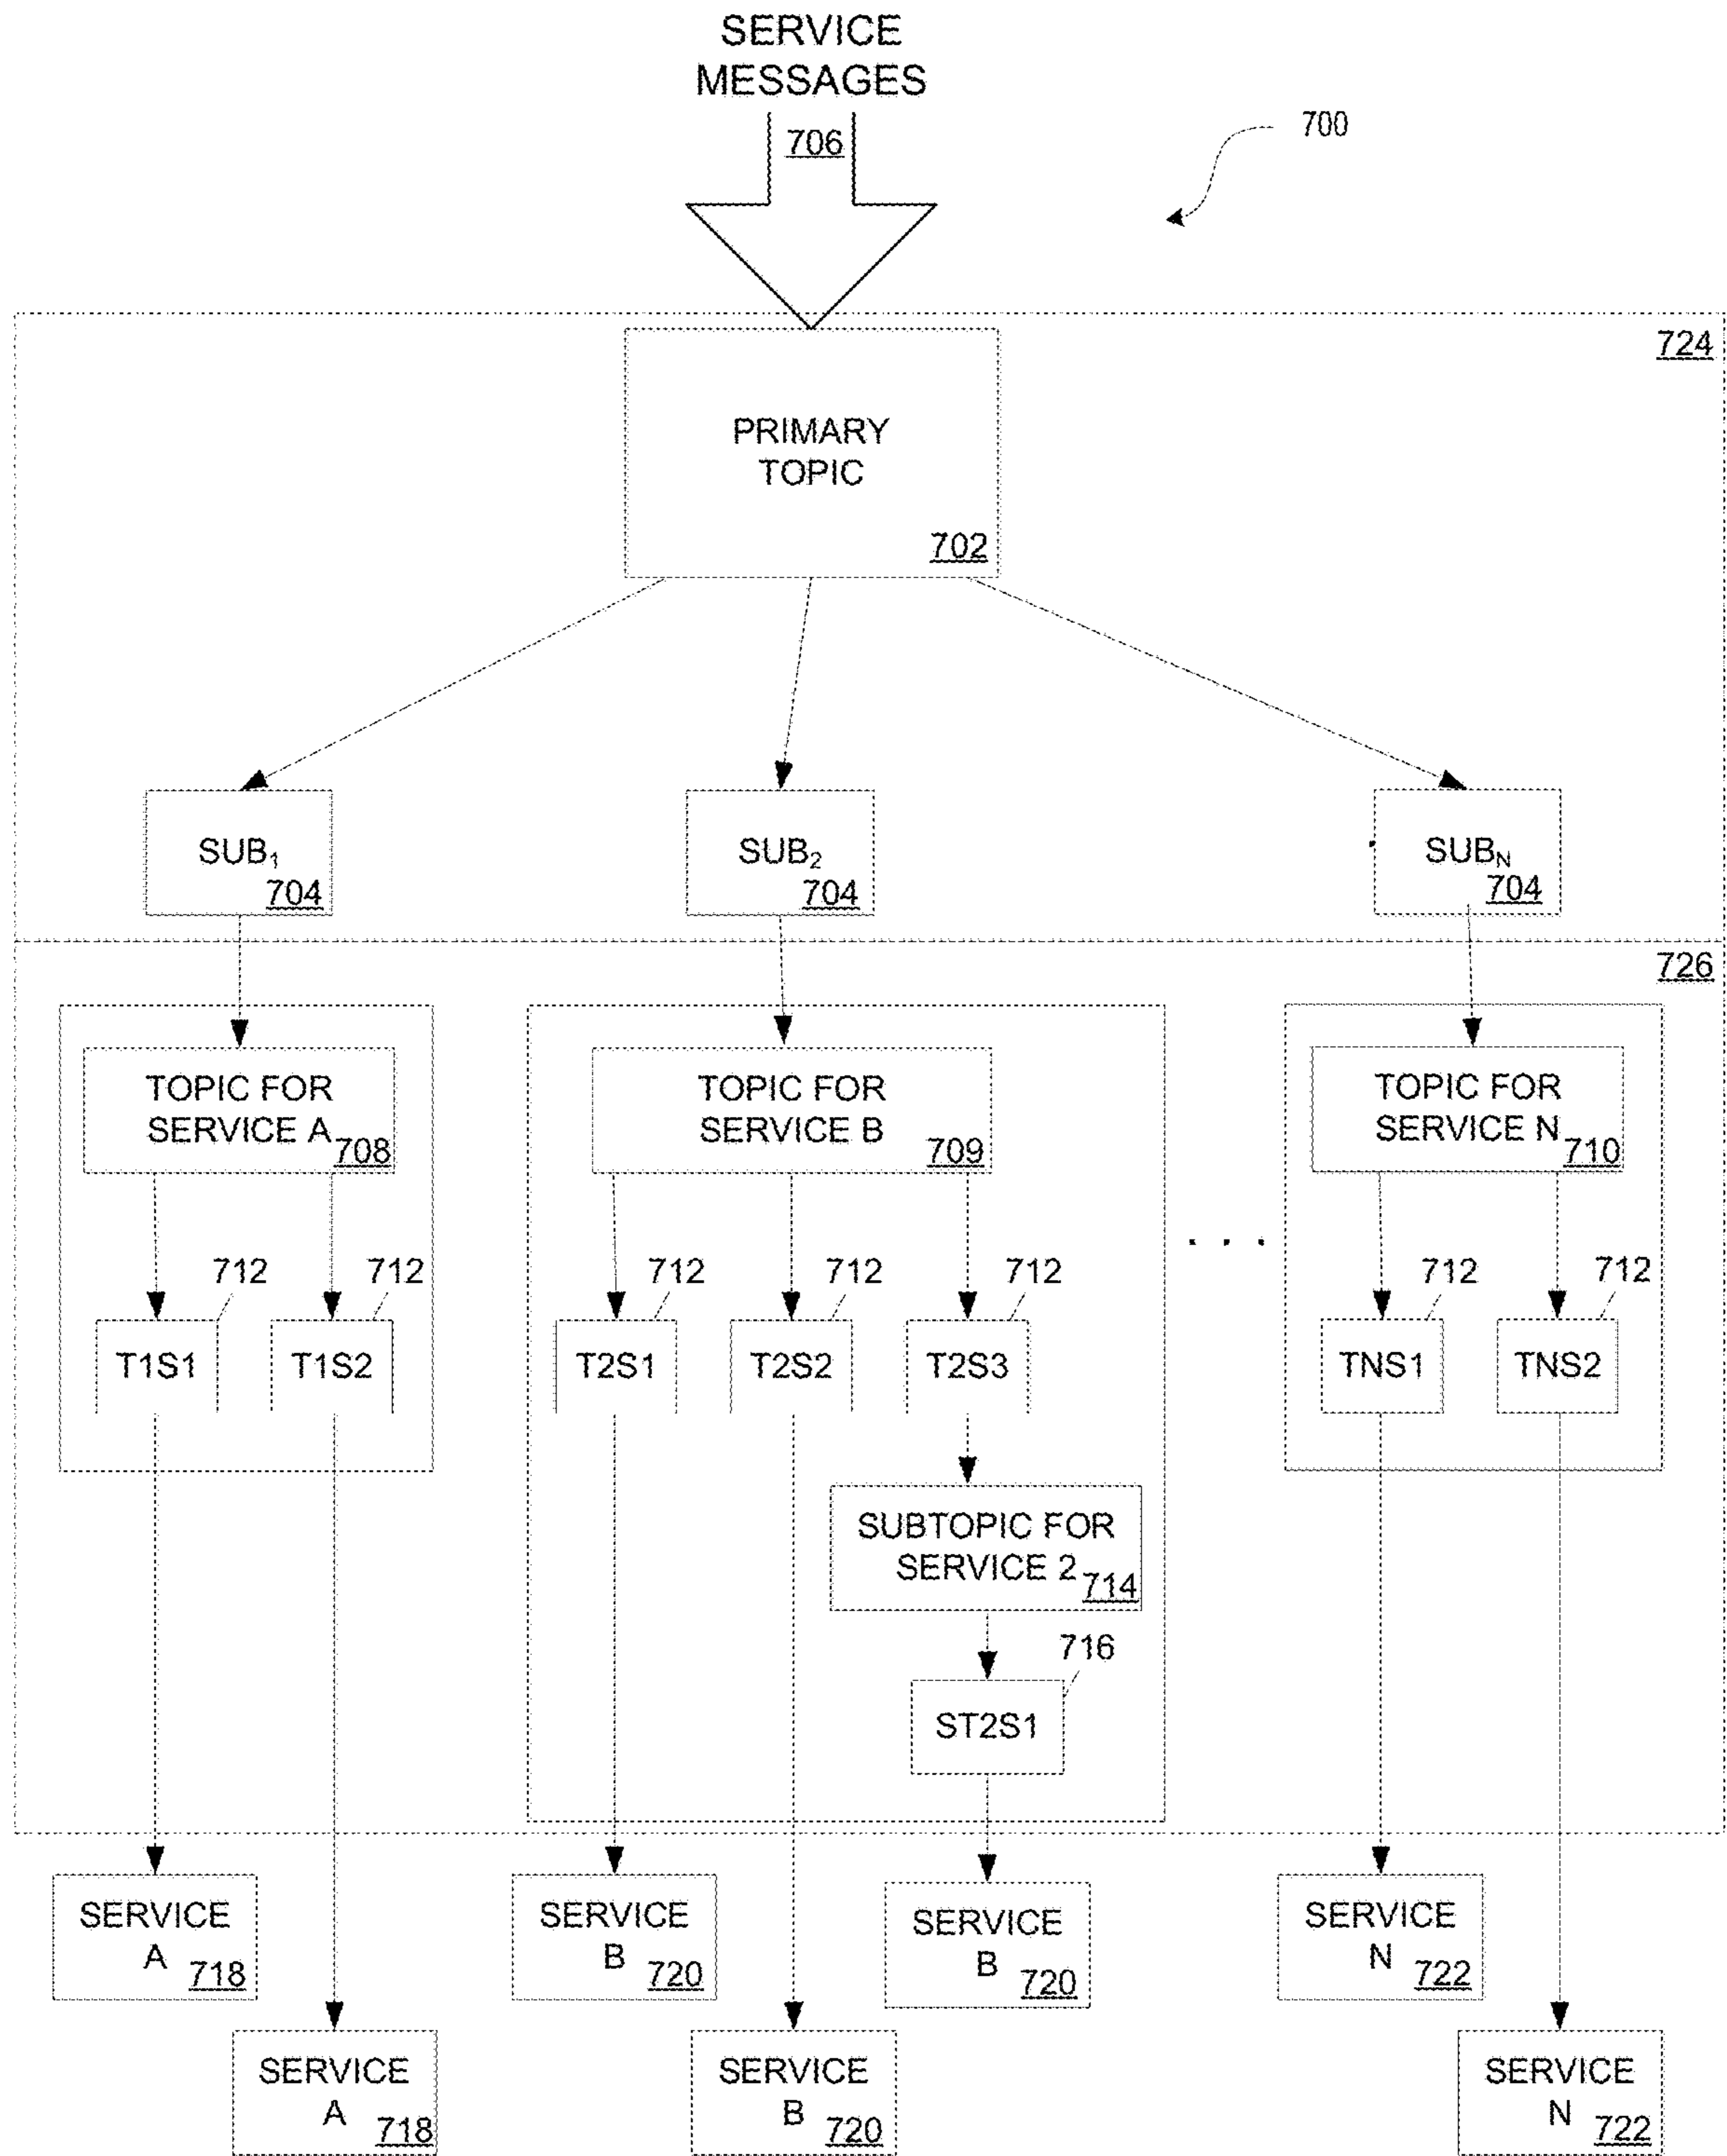 SERVICE
MESSAGES
706
700
724
PRIMARY
TOPIC
702
SUB₁
704
SUB₂
704
SUB_N
704
726
TOPIC FOR
SERVICE A
708
TOPIC FOR
SERVICE B
709
TOPIC FOR
SERVICE N
710
. . .
712
712
712
712
712
712
712
T1S1
T1S2
T2S1
T2S2
T2S3
TNS1
TNS2
SUBTOPIC FOR
SERVICE 2
714
716
ST2S1
SERVICE
A
718
SERVICE
B
720
SERVICE
B
720
SERVICE
N
722
SERVICE
A
718
SERVICE
B
720
SERVICE
N
722